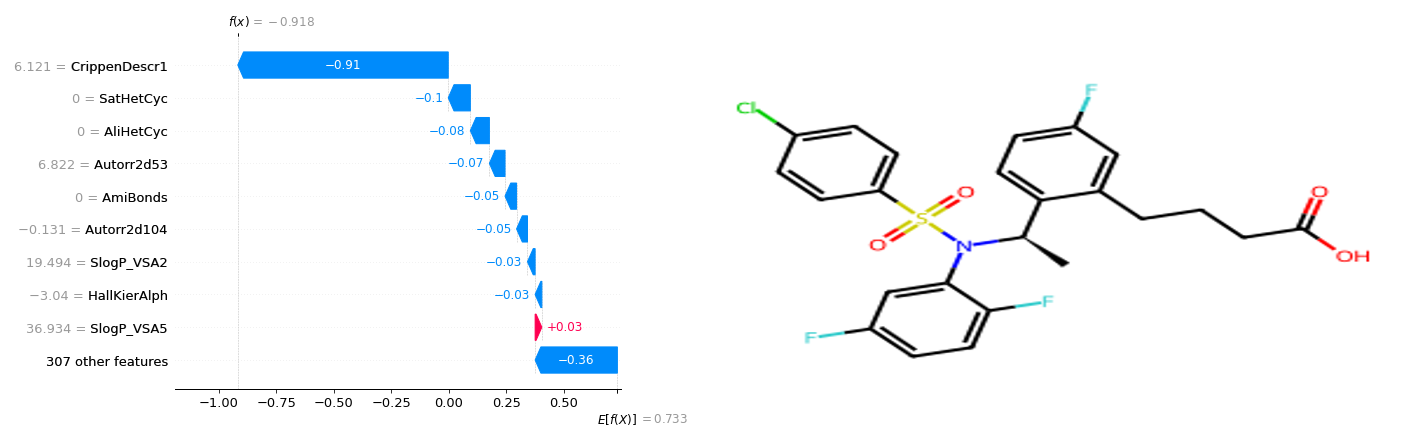 f(x) = −0.918
6.121 = CrippenDescr1
−0.91
0 = SatHetCyc
−0.1
0 = AliHetCyc
−0.08
6.822 = Autorr2d53
−0.07
0 = AmiBonds
−0.05
−0.131 = Autorr2d104
−0.05
19.494 = SlogP_VSA2
−0.03
−3.04 = HallKierAlph
−0.03
36.934 = SlogP_VSA5
+0.03
307 other features
−0.36
−1.00 −0.75 −0.50 −0.25 0.00 0.25 0.50
E[f(X)] = 0.733
F
Cl
O
O
S
O
N
OH
F
F